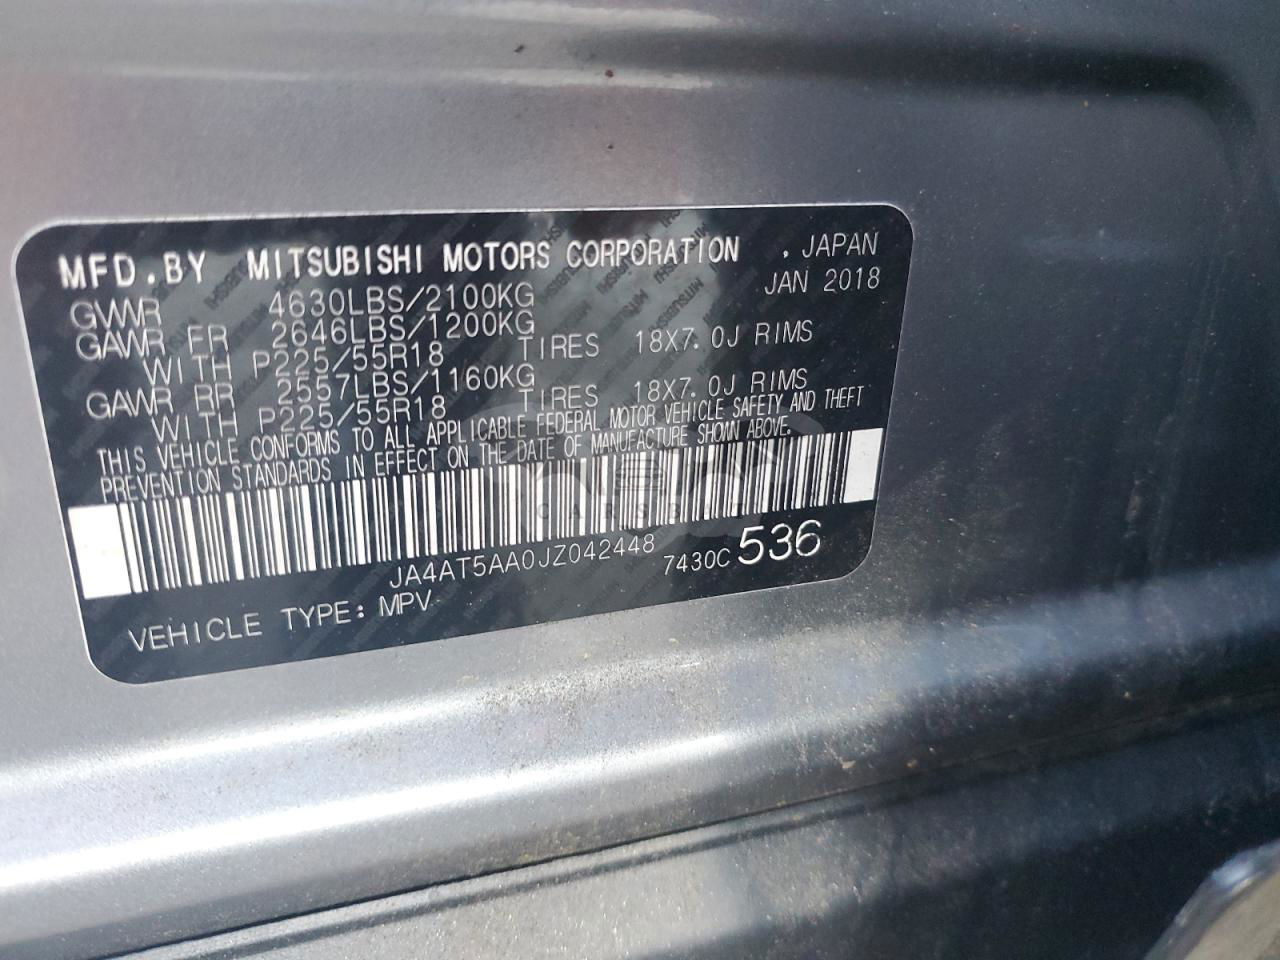 MFD.BY MITSUBISHI MOTORS CORPORATION . JAPAN
GVWR 4630LBS/2100KG JAN 2018
GAWR FR 2646LBS/1200KG
WITH P225/55R18 TIRES 18X7.0J RIMS
GAWR RR 2557LBS/1160KG
WITH P225/55R18 TIRES 18X7.0J RIMS
THIS VEHICLE CONFORMS TO ALL APPLICABLE FEDERAL MOTOR VEHICLE SAFETY AND THEFT
PREVENTION STANDARDS IN EFFECT ON THE DATE OF MANUFACTURE SHOWN ABOVE.
JA4AT5AA0JZ042448 7430C 536
VEHICLE TYPE: MPV